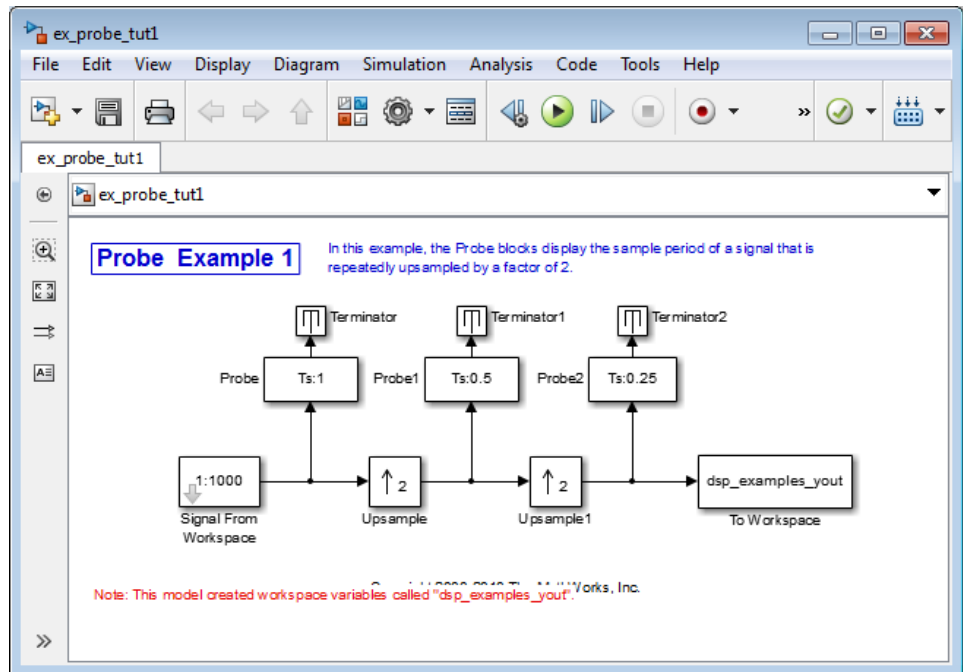 ex_probe_tut1
File Edit View Display Diagram Simulation Analysis Code Tools Help
»
ex_probe_tut1
ex_probe_tut1
Probe Example 1
In this example, the Probe blocks display the sample period of a signal that is
repeatedly upsampled by a factor of 2.
Terminator Terminator1 Terminator2
Probe Ts:1 Probe1 Ts:0.5 Probe2 Ts:0.25
1:1000 2 2 dsp_examples_yout
Signal From Upsample Upsample1 To Workspace
Workspace
Works, Inc.
Note: This model created workspace variables called "dsp_examples_yout".
A
»